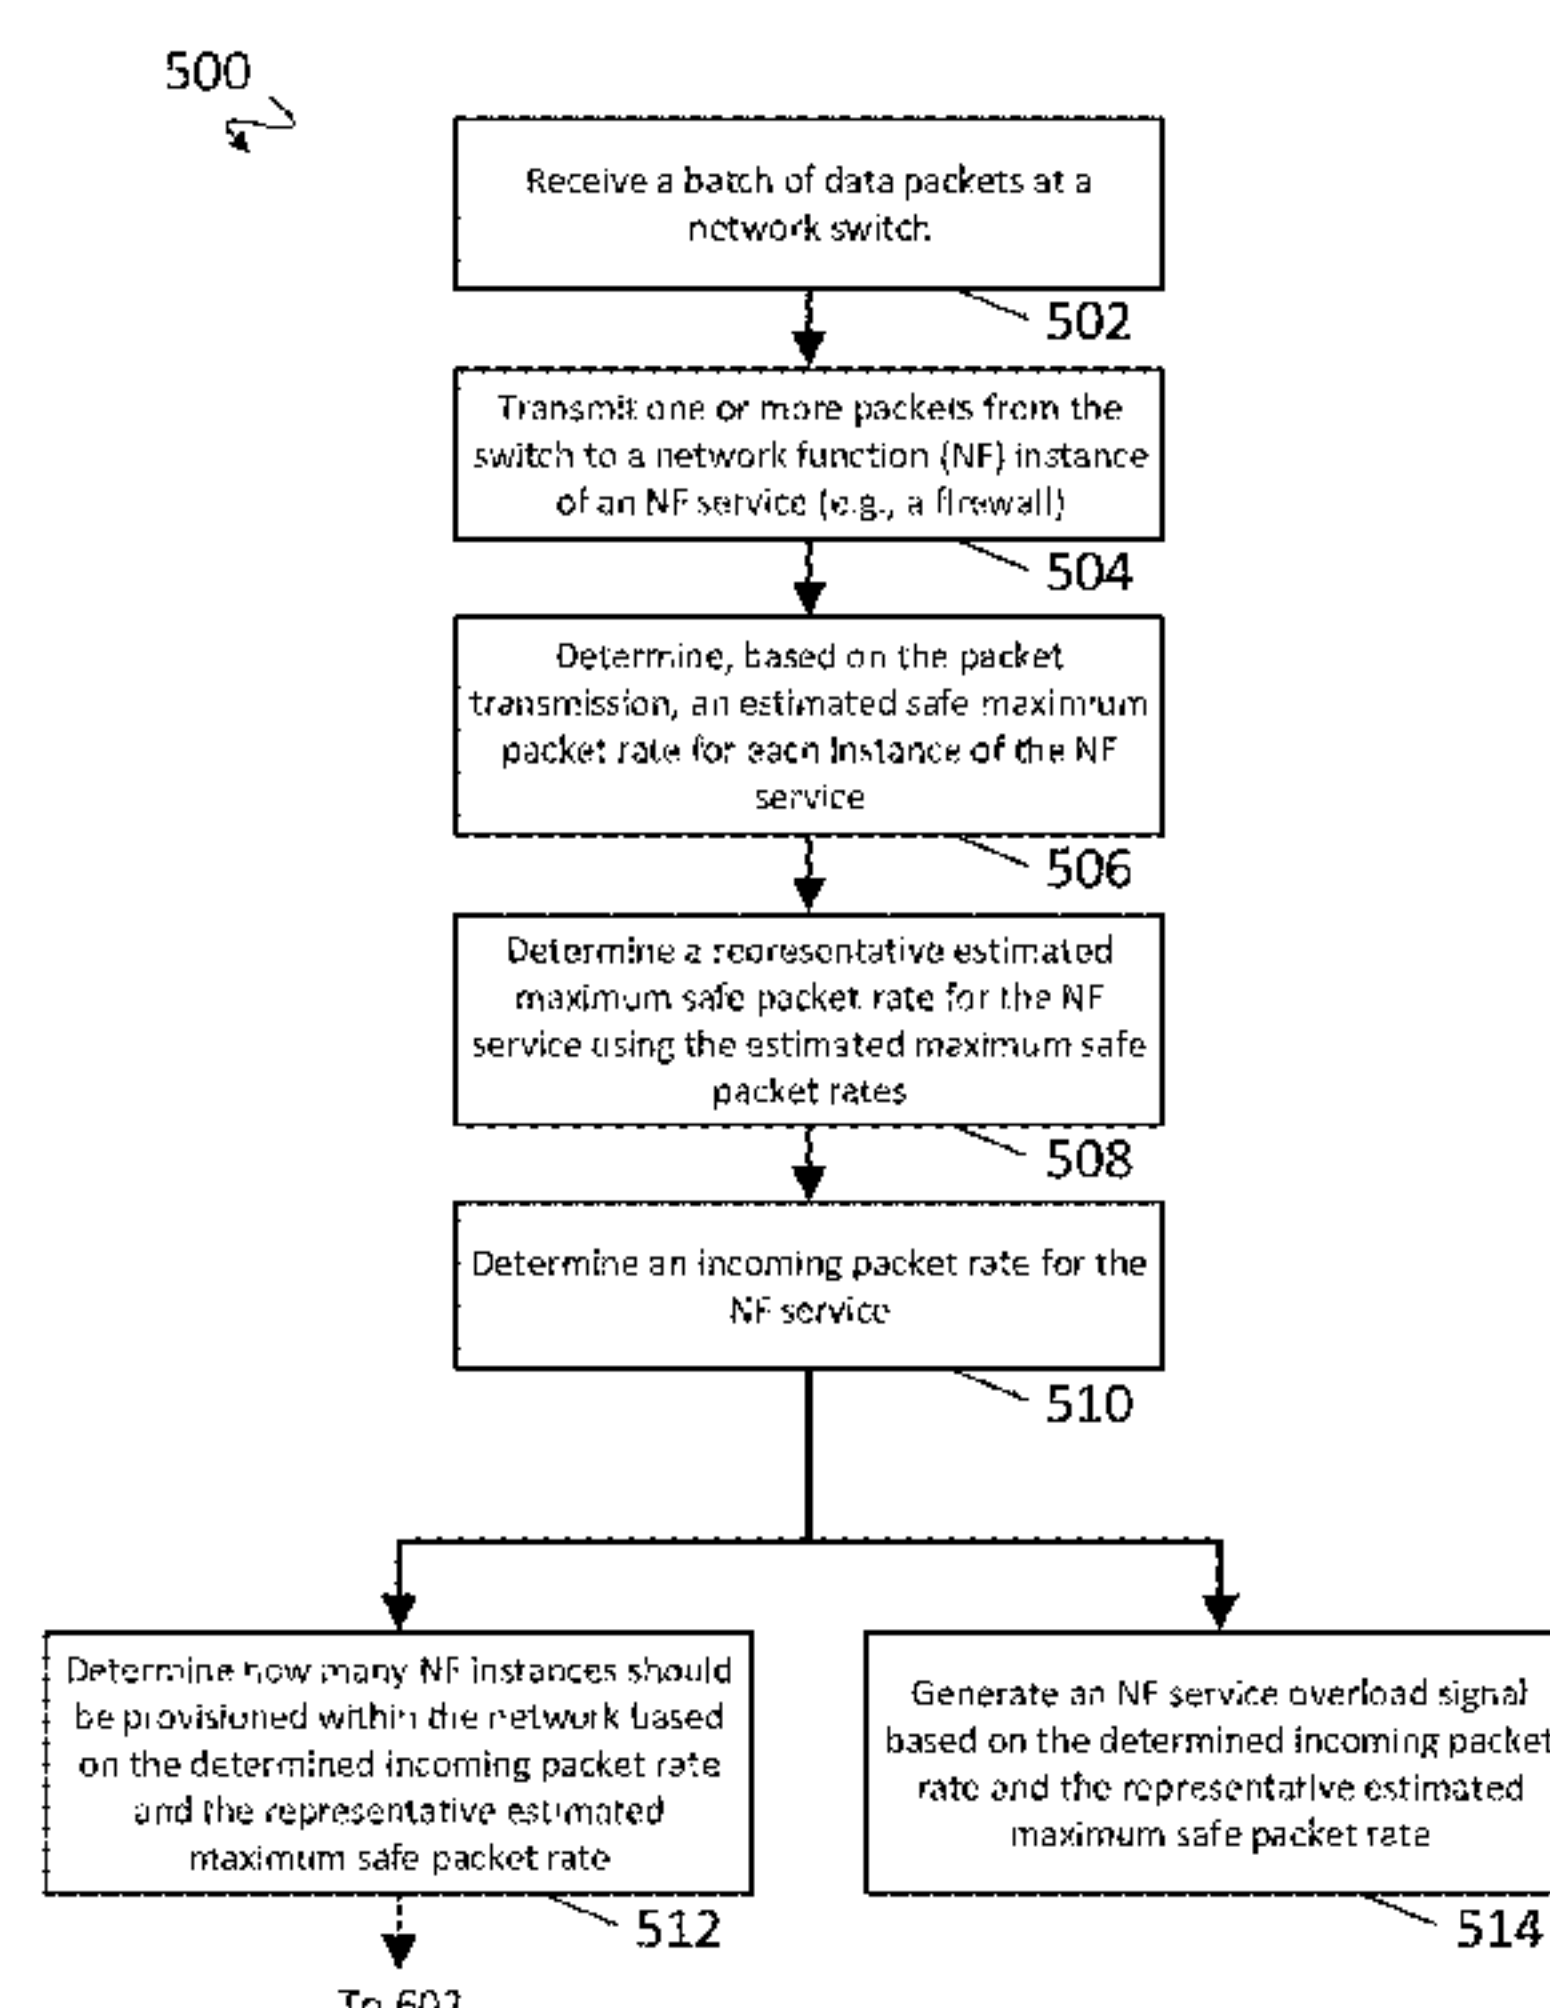 500
Receive a batch of data packets at a
network switch
502
Transmit one or more packets from the
switch to a network function (NF) instance
of an NF service (e.g., a firewall)
504
Determine, based on the packet
transmission, an estimated safe maximum
packet rate for each instance of the NF
service
506
Determine a representative estimated
maximum safe packet rate for the NF
service using the estimated maximum safe
packet rates
508
Determine an incoming packet rate for the
NF service
510
Determine how many NF instances should
be provisioned within the network based
on the determined incoming packet rate
and the representative estimated
maximum safe packet rate
512
Generate an NF service overload signal
based on the determined incoming packet
rate and the representative estimated
maximum safe packet rate
514
To 602